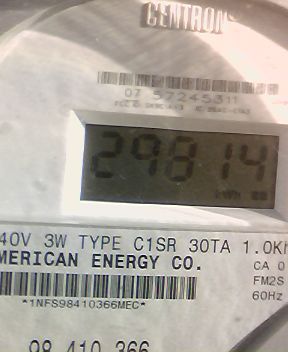 CENTRON
07 57245311
29814
kWh
40V 3W TYPE C1SR 30TA 1.0Kh
MERICAN ENERGY CO.
CA 0
FM2S
*1NFS98410366MEC*
60Hz
98 410 366